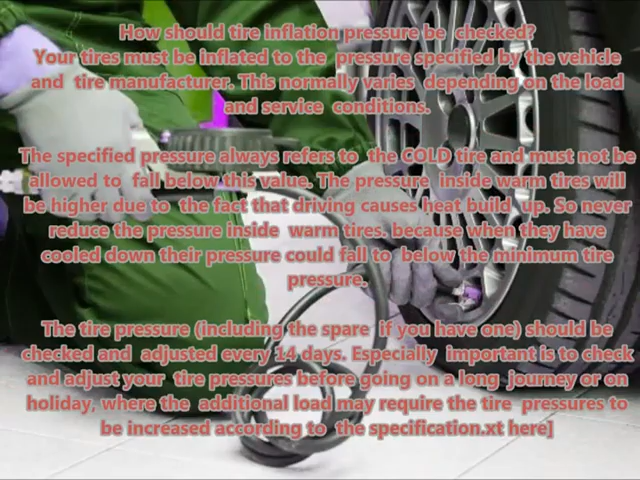 How should tire inflation pressure be checked?
Your tires must be inflated to the pressure specified by the vehicle
and tire manufacturer. This normally varies depending on the load
and service conditions.
The specified pressure always refers to the COLD tire and must not be
allowed to fall below this value. The pressure inside warm tires will
be higher due to the fact that driving causes heat build up. So never
reduce the pressure inside warm tires. because when they have
cooled down their pressure could fall to below the minimum tire
pressure.
The tire pressure (including the spare if you have one) should be
checked and adjusted every 14 days. Especially important is to check
and adjust your tire pressures before going on a long journey or on
holiday, where the additional load may require the tire pressures to
be increased according to the specification.xt here]